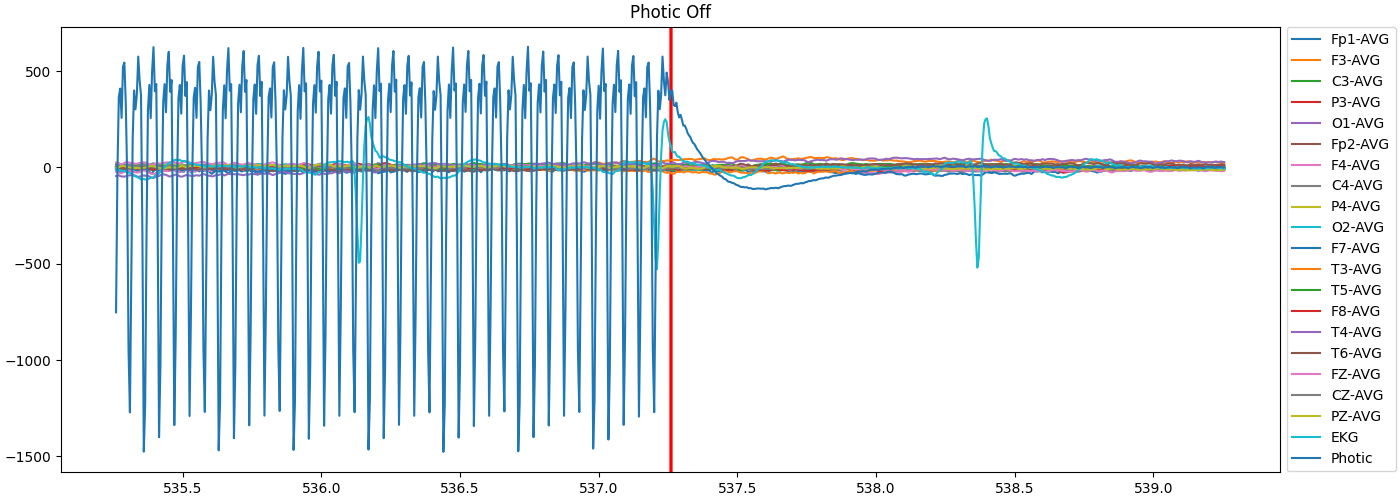 Photic Off
500
0
−500
−1000
−1500
535.5
536.0
536.5
537.0
537.5
538.0
538.5
539.0
Fp1-AVG
F3-AVG
C3-AVG
P3-AVG
O1-AVG
Fp2-AVG
F4-AVG
C4-AVG
P4-AVG
O2-AVG
F7-AVG
T3-AVG
T5-AVG
F8-AVG
T4-AVG
T6-AVG
FZ-AVG
CZ-AVG
PZ-AVG
EKG
Photic